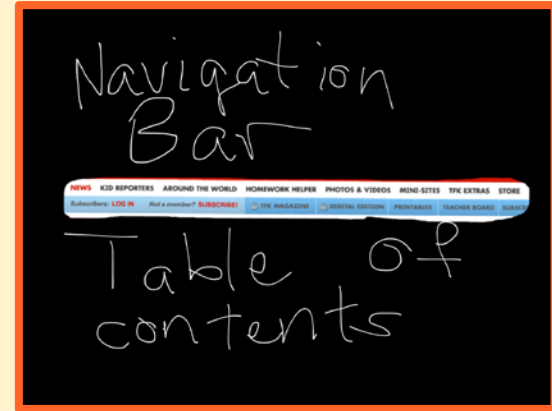 Navigation
Bar
NEWS KID REPORTERS AROUND THE WORLD HOMEWORK HELPER PHOTOS & VIDEOS MINI-SITES TFK EXTRAS STORE
Subscribers: LOG IN Not a member? SUBSCRIBE! TFK MAGAZINE DIGITAL EDITION PRINTABLES TEACHER BOARD
Table of
contents